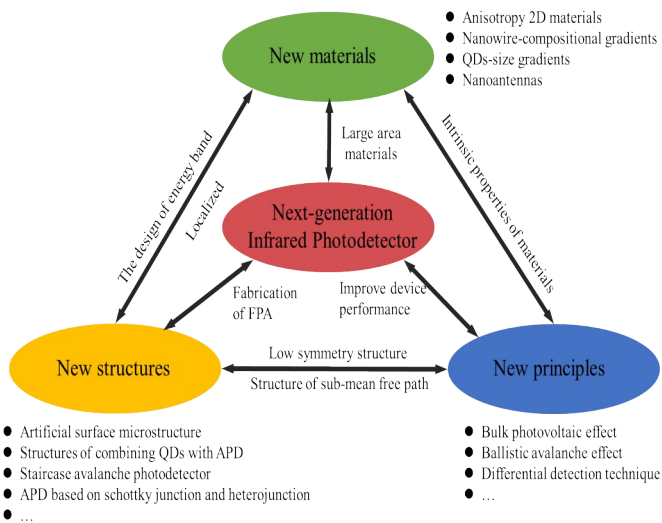 New materials
● Anisotropy 2D materials
● Nanowire-compositional gradients
● QDs-size gradients
● Nanoantennas
The design of energy band
Localized
Large area
materials
Intrinsic properties of materials
Next-generation
Infrared Photodetector
Fabrication
of FPA
Improve device
performance
New structures
Low symmetry structure
Structure of sub-mean free path
New principles
● Artificial surface microstructure
● Structures of combining QDs with APD
● Staircase avalanche photodetector
● APD based on schottky junction and heterojunction
● …
● Bulk photovoltaic effect
● Ballistic avalanche effect
● Differential detection technique
● …